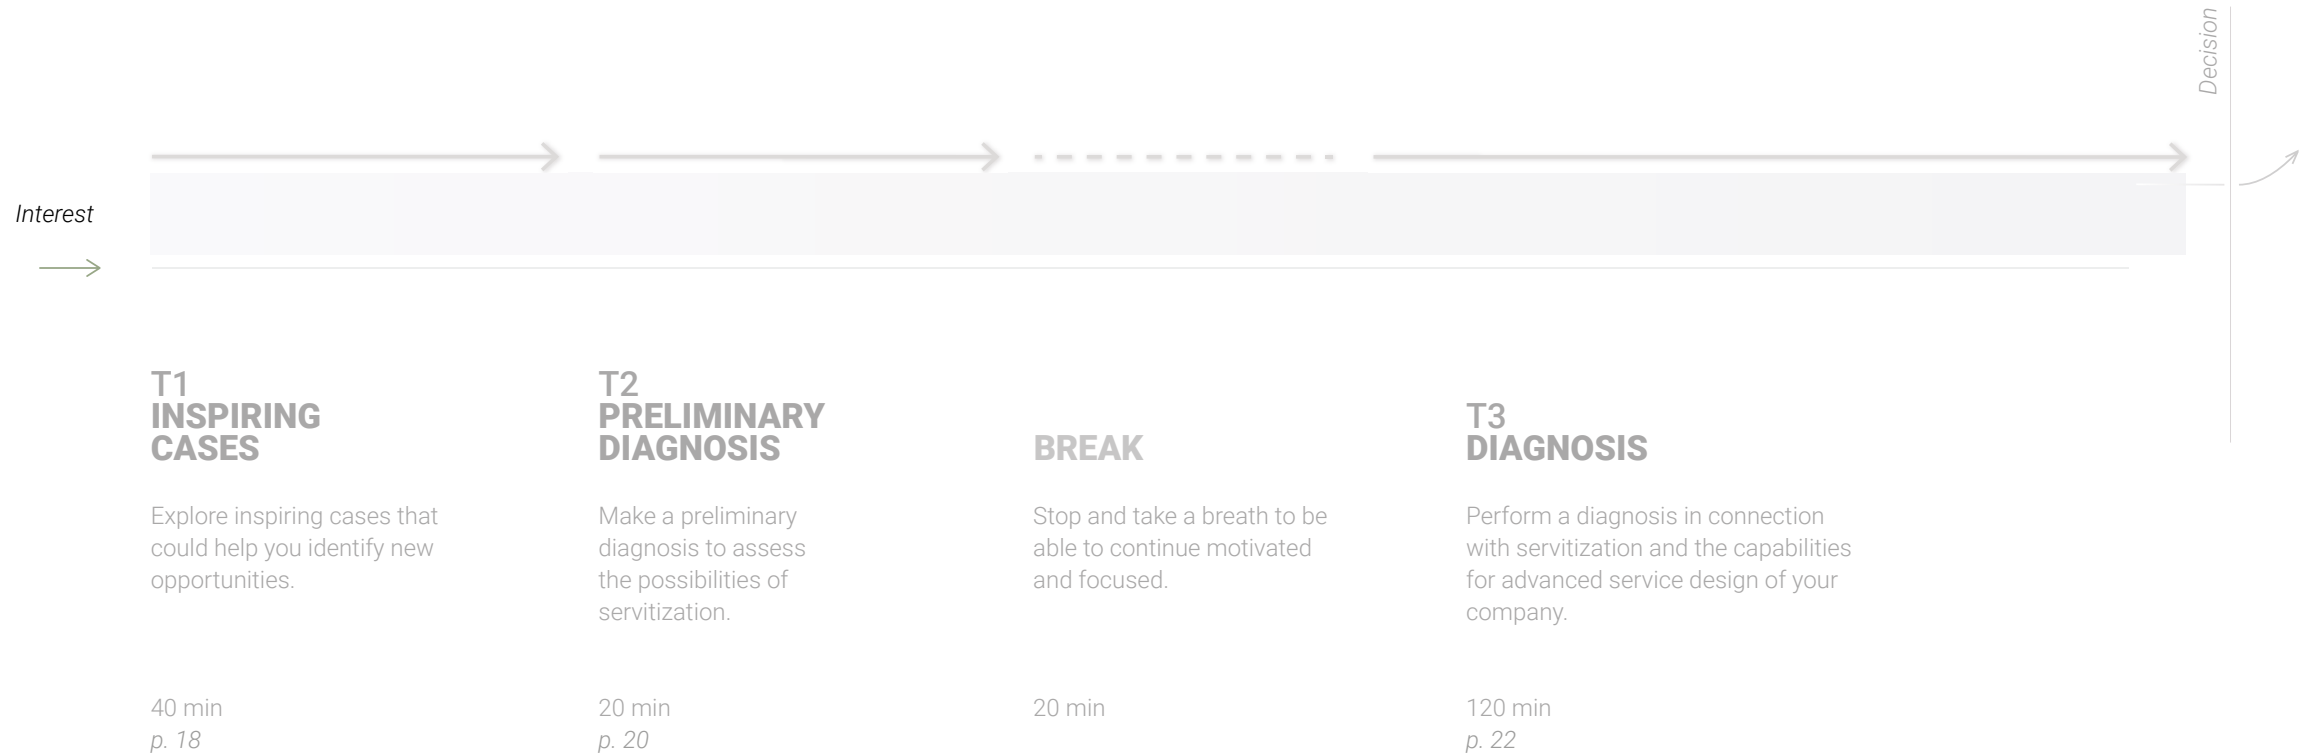 Decision
Interest
T1
INSPIRING
CASES
Explore inspiring cases that
could help you identify new
opportunities.
40 min
p. 18
T2
PRELIMINARY
DIAGNOSIS
Make a preliminary
diagnosis to assess
the possibilities of
servitization.
20 min
p. 20
BREAK
Stop and take a breath to be
able to continue motivated
and focused.
20 min
T3
DIAGNOSIS
Perform a diagnosis in connection
with servitization and the capabilities
for advanced service design of your
company.
120 min
p. 22